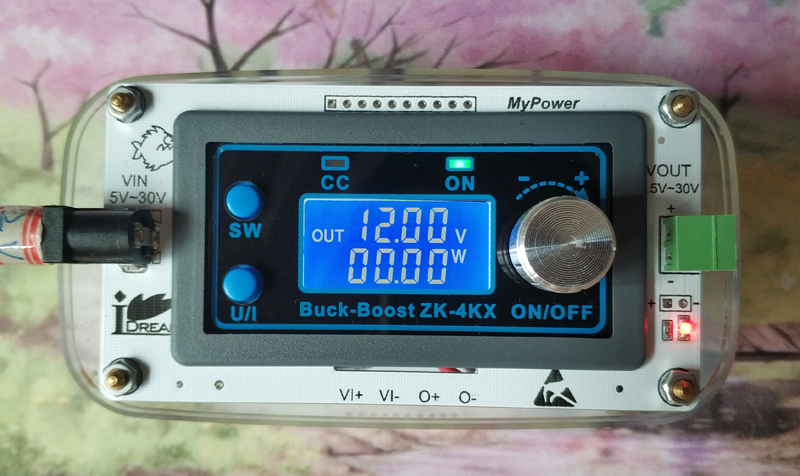 MyPower
VIN
5V~30V
VOUT
.5V~30V
+
-
CC
ON
- +
SW
OUT 12.00 V
00.00 W
U/I
Buck-Boost ZK-4KX
ON/OFF
+ -
iDREA
Vi+ VI- O+ O-